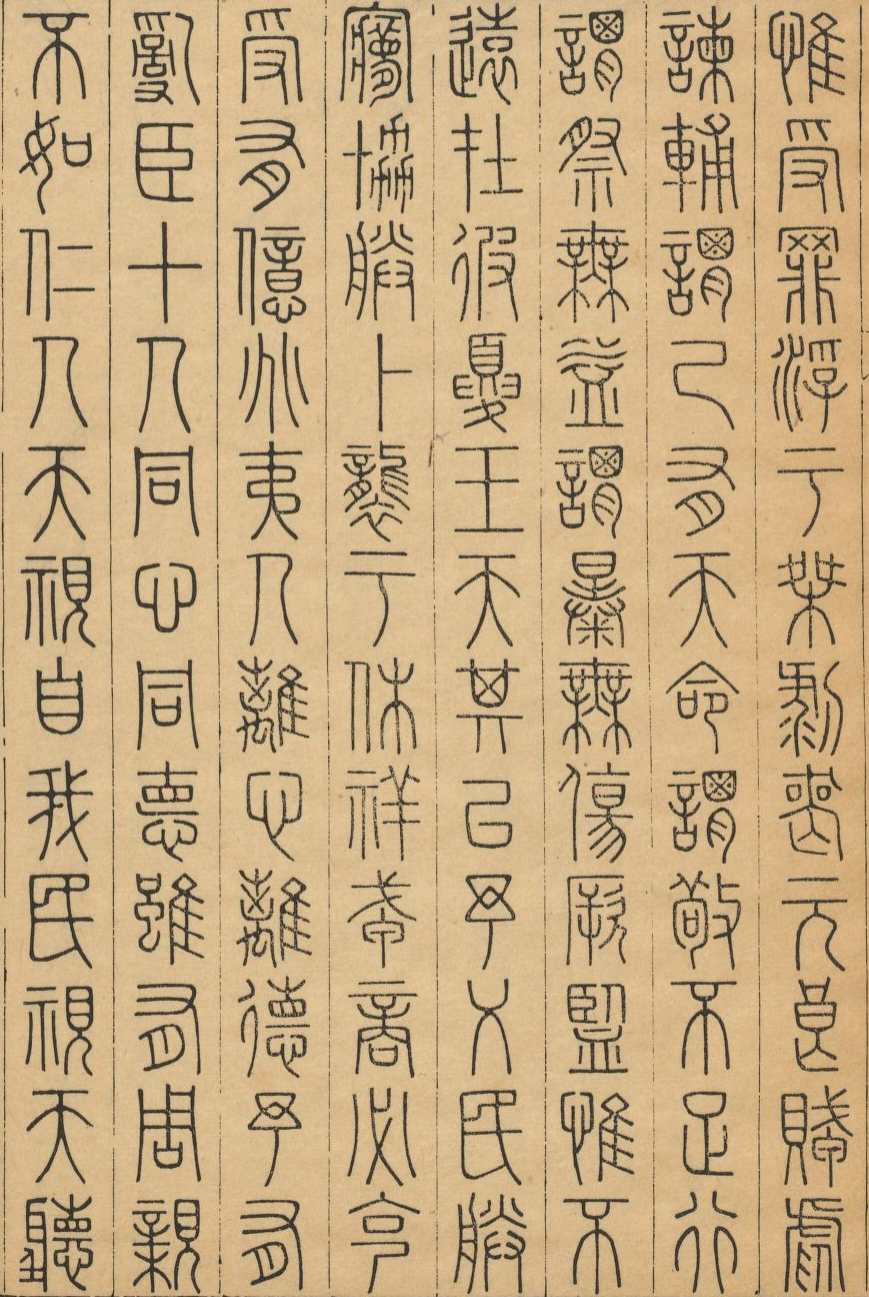 惟受罪浮于桀剝喪元良賊虐
諫輔謂己有天命謂敬不足行
謂祭無益謂暴無傷厥監惟不
遠在彼夏王天其以予乂民朕
夢協朕卜襲于休祥戎商必克
受有億兆夷人離心離德予有
亂臣十人同心同德雖有周親
不如仁人天視自我民視天聽